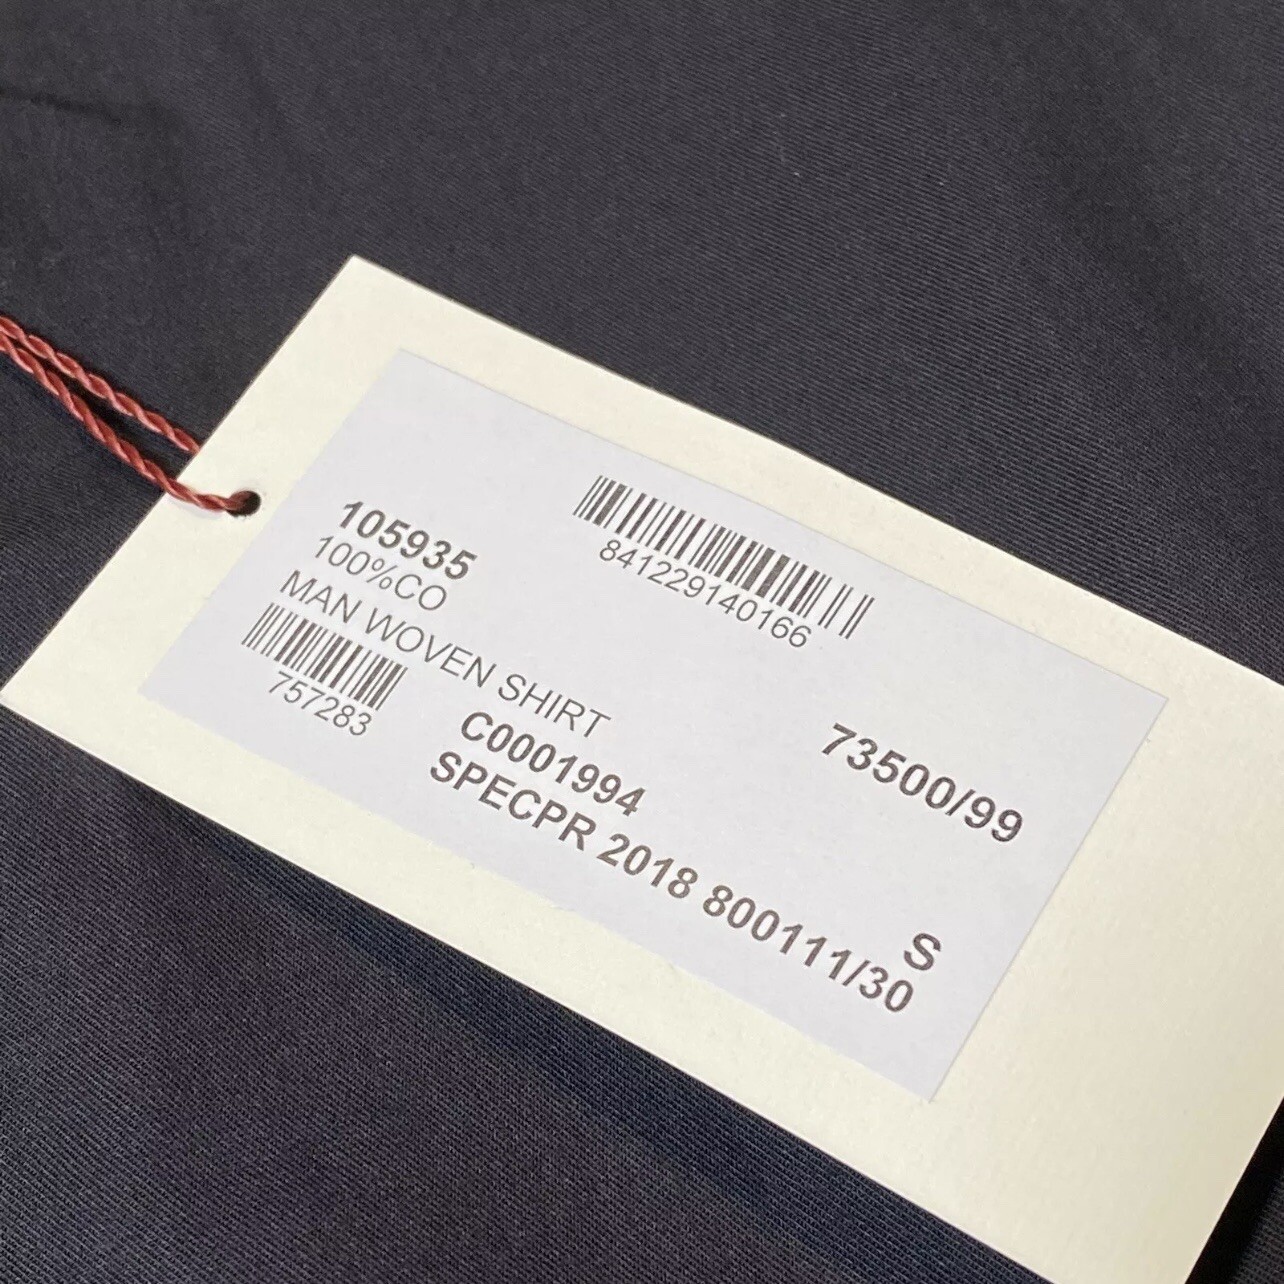 841229140166
105935
100%CO
MAN WOVEN SHIRT
757283
73500/99
C0001994
S
SPECPR 2018 800111/30